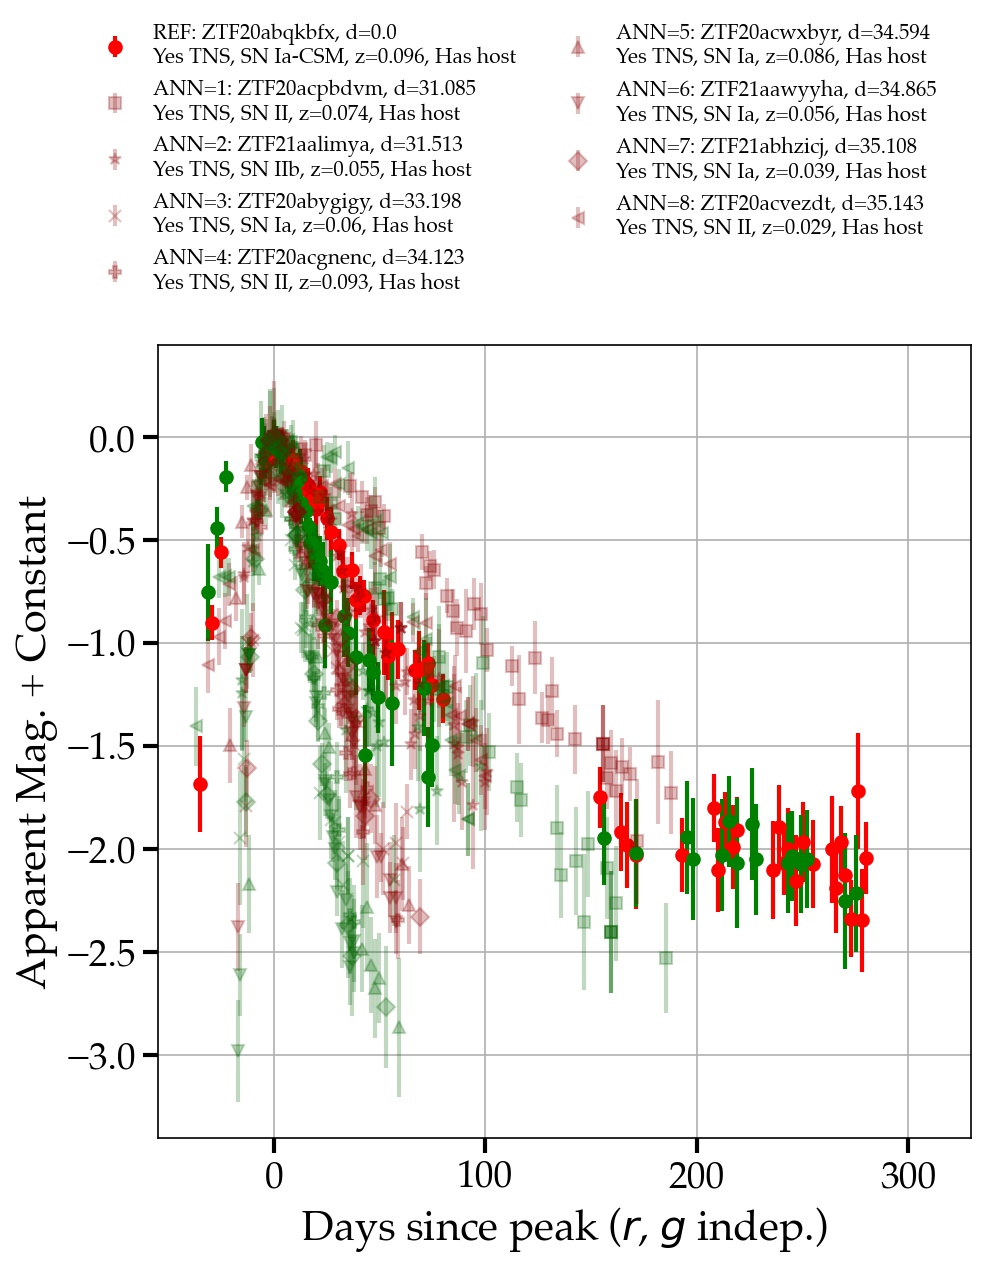 REF: ZTF20abqkbfx, d=0.0
Yes TNS, SN Ia-CSM, z=0.096, Has host
ANN=1: ZTF20acpbdvm, d=31.085
Yes TNS, SN II, z=0.074, Has host
ANN=2: ZTF21aalimya, d=31.513
Yes TNS, SN IIb, z=0.055, Has host
ANN=3: ZTF20abygigy, d=33.198
Yes TNS, SN Ia, z=0.06, Has host
ANN=4: ZTF20acgnenc, d=34.123
Yes TNS, SN II, z=0.093, Has host
ANN=5: ZTF20acwxbyr, d=34.594
Yes TNS, SN Ia, z=0.086, Has host
ANN=6: ZTF21aawyyha, d=34.865
Yes TNS, SN Ia, z=0.056, Has host
ANN=7: ZTF21abhzicj, d=35.108
Yes TNS, SN Ia, z=0.039, Has host
ANN=8: ZTF20acvezdt, d=35.143
Yes TNS, SN II, z=0.029, Has host
Apparent Mag. + Constant
0.0
−0.5
−1.0
−1.5
−2.0
−2.5
−3.0
0
100
200
300
Days since peak (r, g indep.)